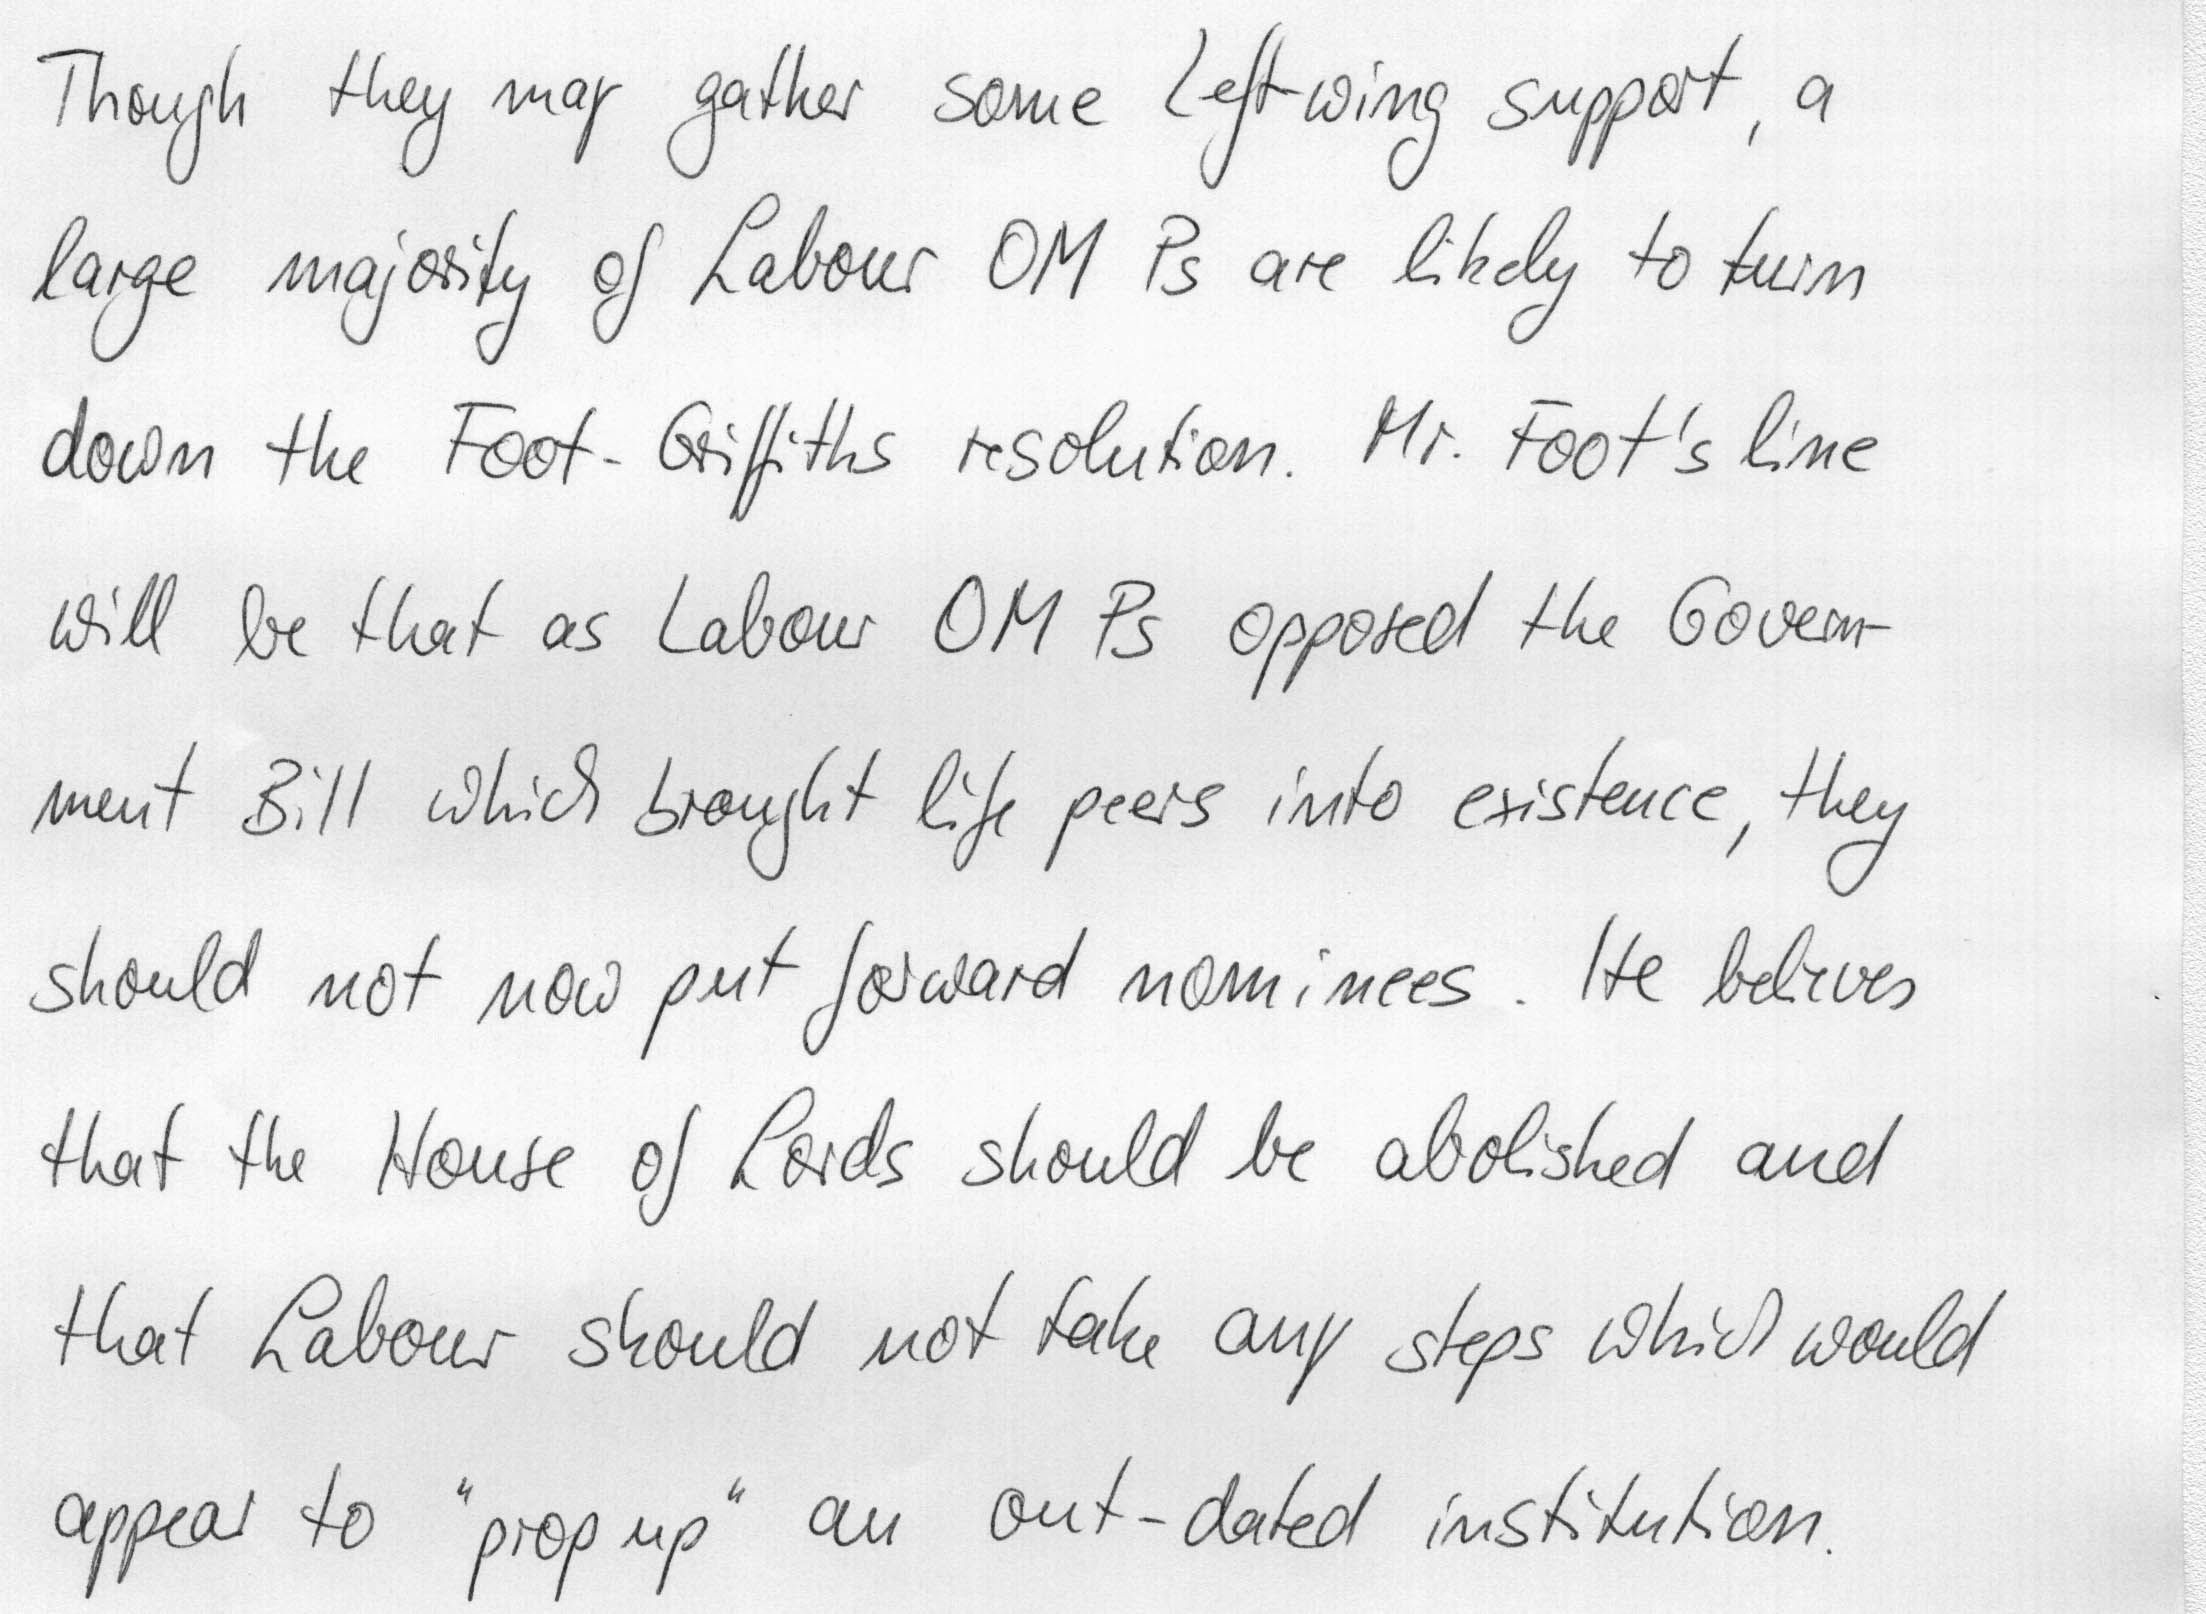 Though they may gather some Left-wing support, a
large majority of Labour OM Ps are likely to turn
down the Foot-Griffiths resolution. Mr. Foot's line
will be that as Labour OM Ps opposed the Govern-
ment Bill which brought life peers into existence, they
should not now put forward nominees. He believes
that the House of Lords should be abolished and
that Labour should not take any steps which would
appear to "prop up" an out-dated institution.